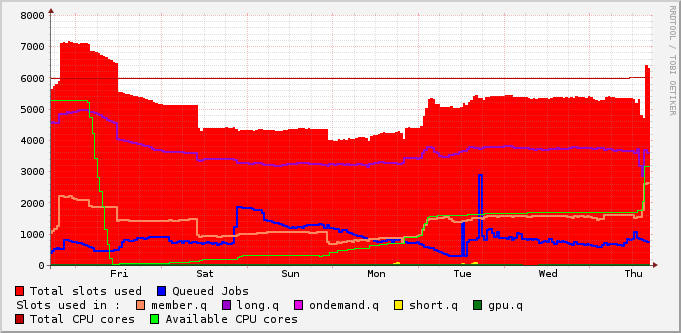 8000
7000
6000
5000
4000
3000
2000
1000
0
Fri Sat Sun Mon Tue Wed Thu
RRDTOOL / TOBI OETIKER
Total slots used Queued Jobs
Slots used in : member.q long.q ondemand.q short.q gpu.q
Total CPU cores Available CPU cores